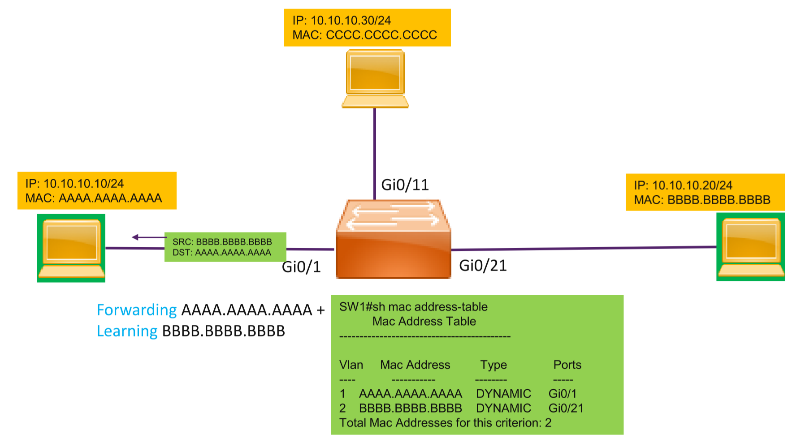 IP: 10.10.10.30/24
MAC: CCCC.CCCC.CCCC
Gi0/11
IP: 10.10.10.10/24
MAC: AAAA.AAAA.AAAA
IP: 10.10.10.20/24
MAC: BBBB.BBBB.BBBB
SRC: BBBB.BBBB.BBBB
DST: AAAA.AAAA.AAAA
Gi0/1
Gi0/21
Forwarding AAAA.AAAA.AAAA +
Learning BBBB.BBBB.BBBB
SW1#sh mac address-table
Mac Address Table
-------------------------------------------
Vlan Mac Address Type Ports
---- ----------- -------- -----
1 AAAA.AAAA.AAAA DYNAMIC Gi0/1
2 BBBB.BBBB.BBBB DYNAMIC Gi0/21
Total Mac Addresses for this criterion: 2